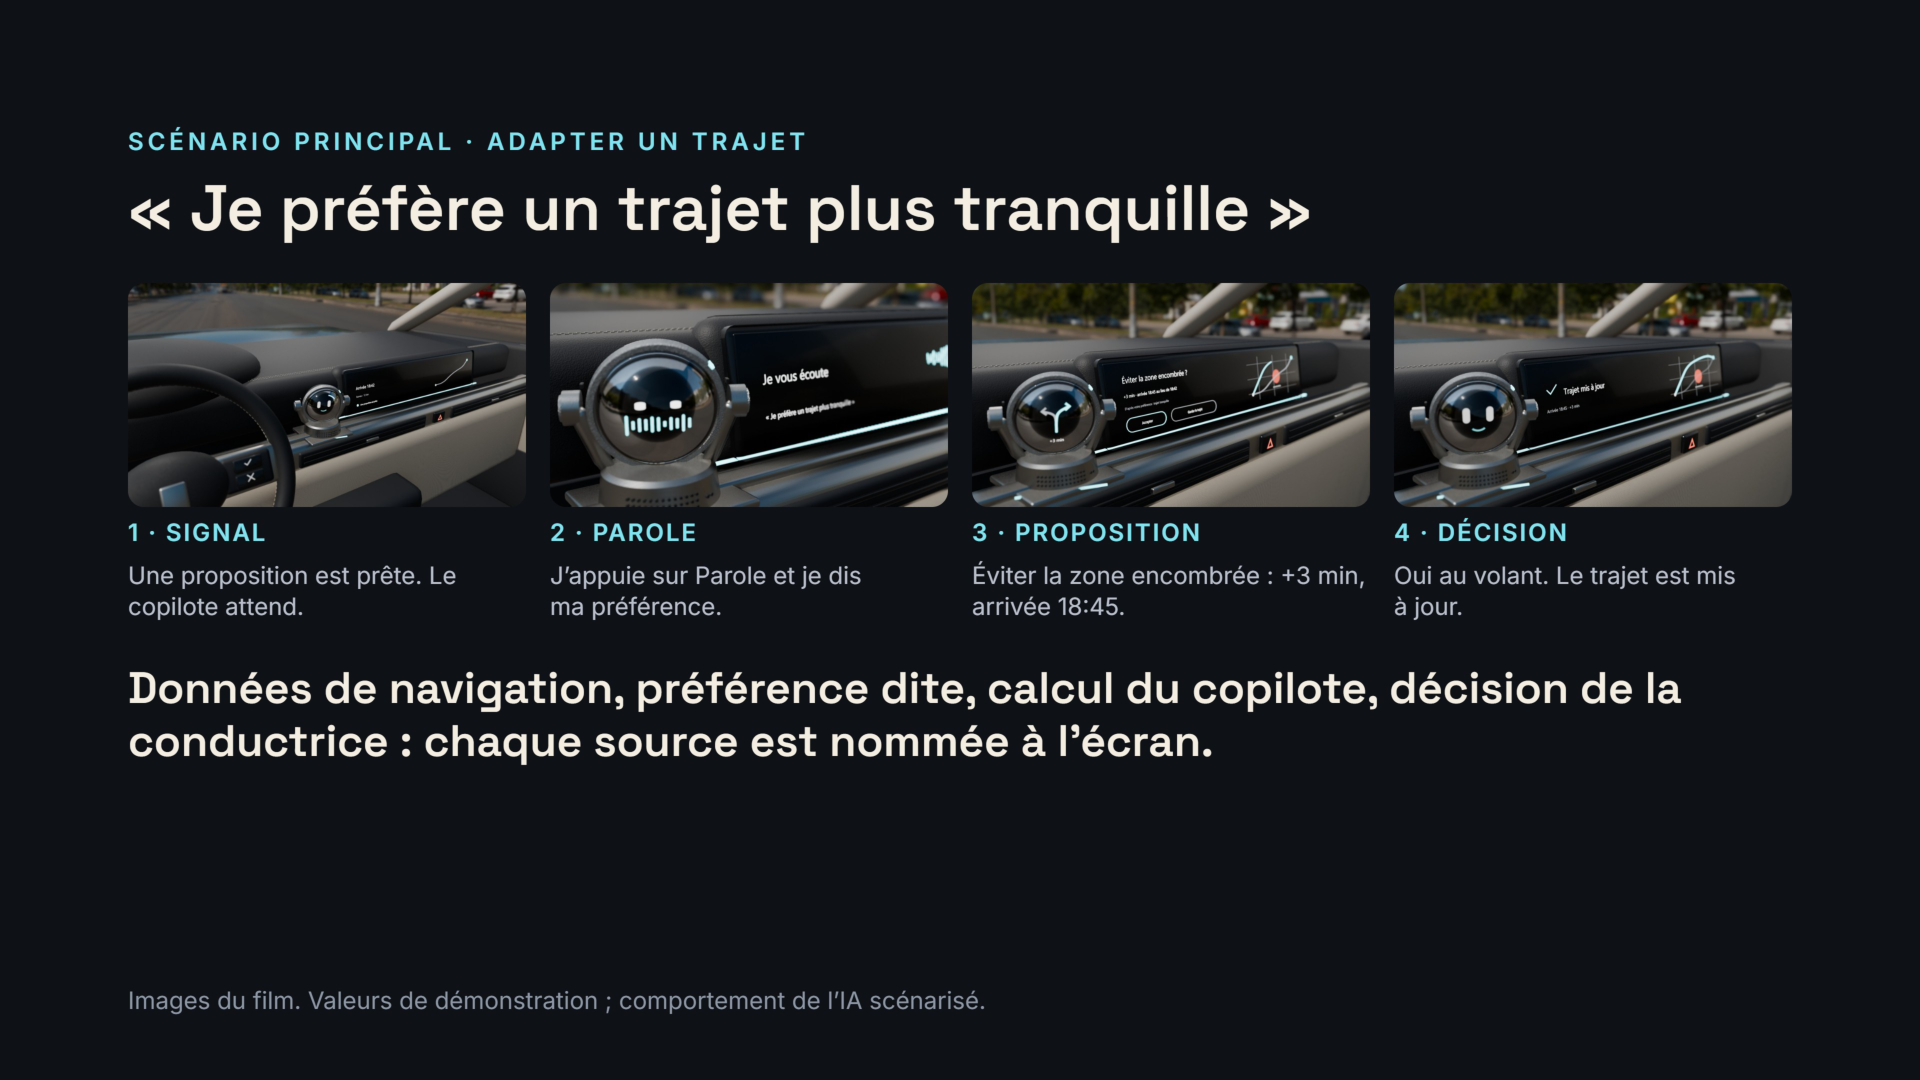 SCÉNARIO PRINCIPAL · ADAPTER UN TRAJET
« Je préfère un trajet plus tranquille »
Je vous écoute
« Je préfère un trajet plus tranquille »
Éviter la zone encombrée ?
Trajet mis à jour
1 · SIGNAL
Une proposition est prête. Le
copilote attend.
2 · PAROLE
J’appuie sur Parole et je dis
ma préférence.
3 · PROPOSITION
Éviter la zone encombrée : +3 min,
arrivée 18:45.
4 · DÉCISION
Oui au volant. Le trajet est mis
à jour.
Données de navigation, préférence dite, calcul du copilote, décision de la
conductrice : chaque source est nommée à l’écran.
Images du film. Valeurs de démonstration ; comportement de l’IA scénarisé.